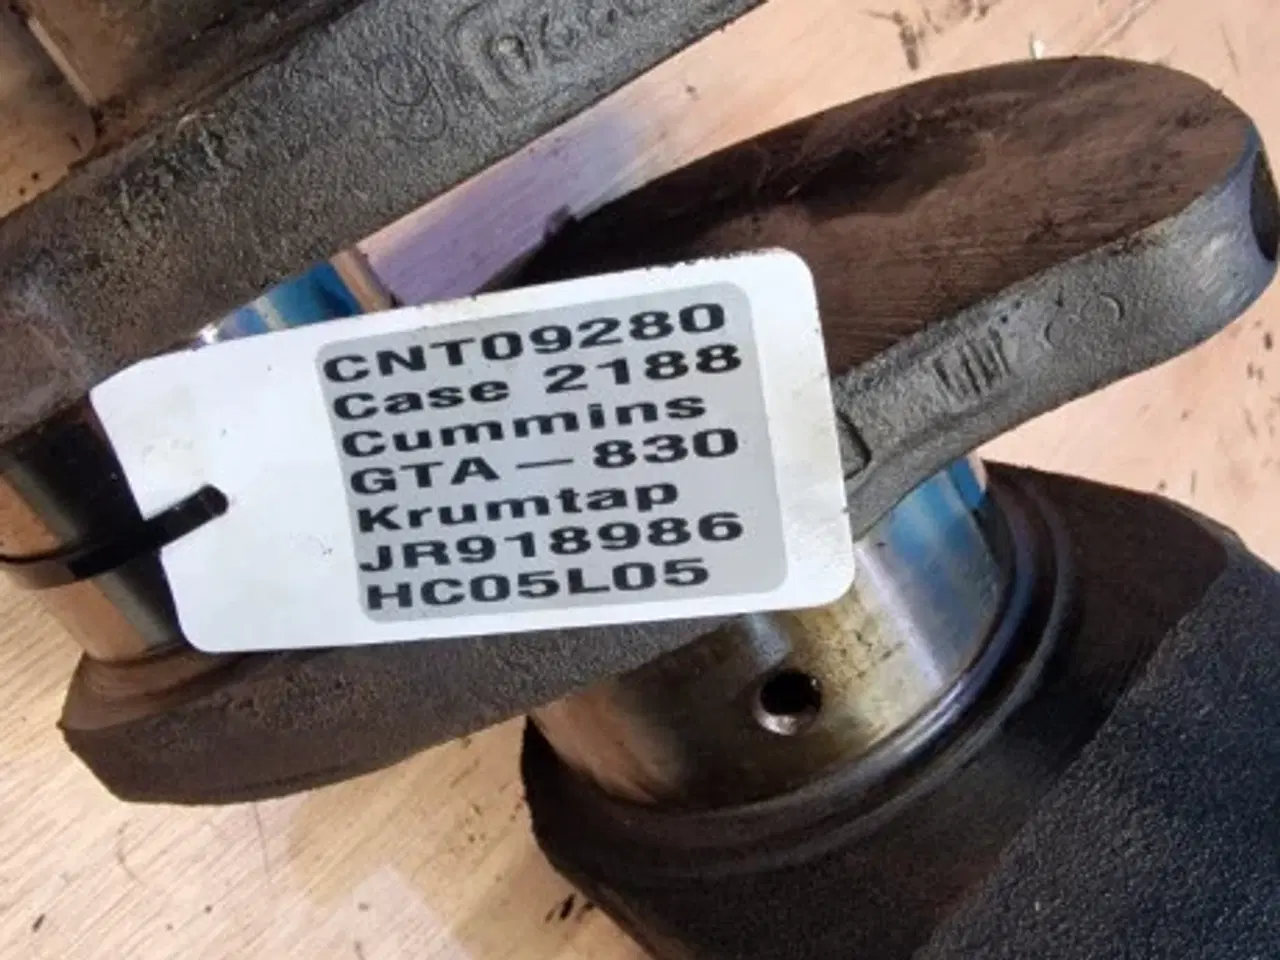 CNT09280
Case 2188
Cummins
GTA – 830
Krumtap
JR918986
HC05L05